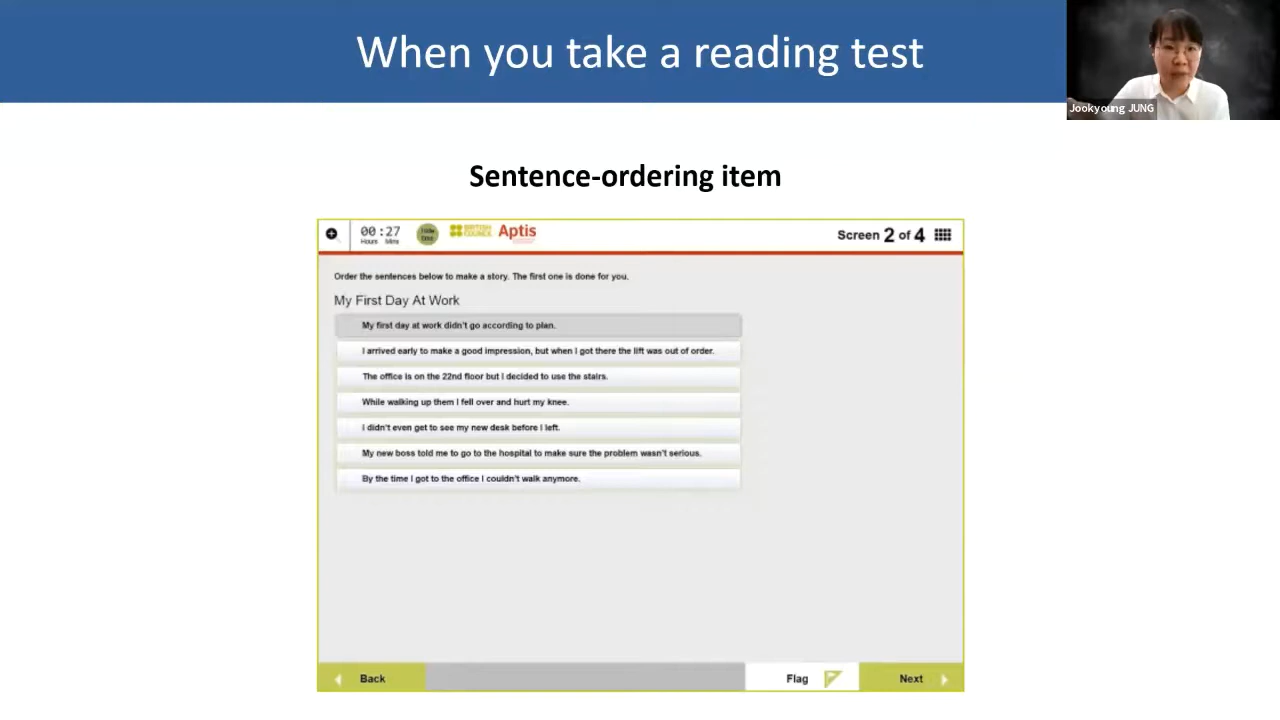 When you take a reading test
Jookyoung JUNG
Sentence-ordering item
00:27
Hours Mins
BRITISH COUNCIL
Aptis
Screen 2 of 4
Order the sentences below to make a story. The first one is done for you.
My First Day At Work
My first day at work didn't go according to plan.
I arrived early to make a good impression, but when I got there the lift was out of order.
The office is on the 22nd floor but I decided to use the stairs.
While walking up them I fell over and hurt my knee.
I didn't even get to see my new desk before I left.
My new boss told me to go to the hospital to make sure the problem wasn't serious.
By the time I got to the office I couldn't walk anymore.
Back
Flag
Next